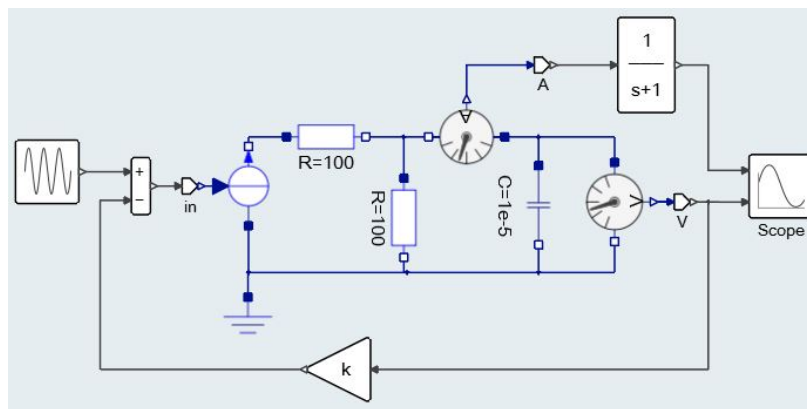 1
s+1
A
R=100
+
−
in
R=100
C=1e-5
V
Scope
k
A
V